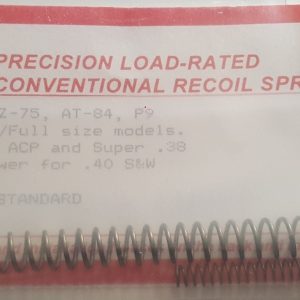 PRECISION LOAD-RATED
CONVENTIONAL RECOIL SPR
Z-75, AT-84, P9
/Full size models.
ACP and Super .38
wer for .40 S&W
STANDARD